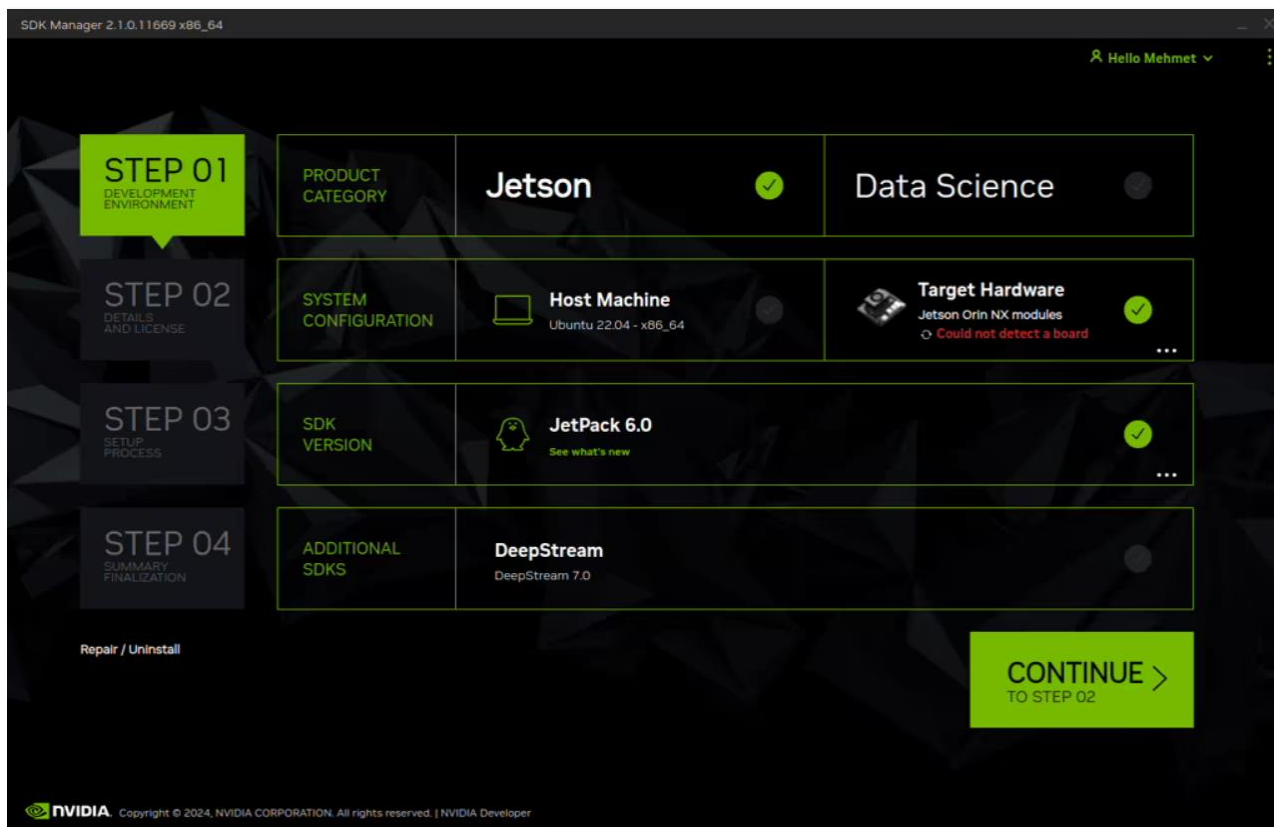 SDK Manager 2.1.0.11669 x86_64
Hello Mehmet
STEP 01
DEVELOPMENT
ENVIRONMENT
PRODUCT
CATEGORY
Jetson
Data Science
STEP 02
DETAILS
AND LICENSE
SYSTEM
CONFIGURATION
Host Machine
Ubuntu 22.04 - x86_64
Target Hardware
Jetson Orin NX modules
Could not detect a board
...
STEP 03
SETUP
PROCESS
SDK
VERSION
JetPack 6.0
See what's new
...
STEP 04
SUMMARY
FINALIZATION
ADDITIONAL
SDKS
DeepStream
DeepStream 7.0
Repair / Uninstall
CONTINUE
TO STEP 02
NVIDIA. Copyright © 2024, NVIDIA CORPORATION. All rights reserved. | NVIDIA Developer